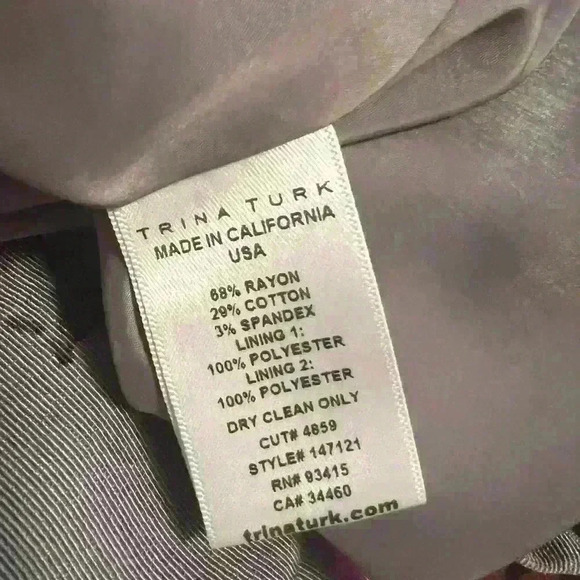 TRINA TURK
MADE IN CALIFORNIA
USA
68% RAYON
29% COTTON
3% SPANDEX
LINING 1:
100% POLYESTER
LINING 2:
100% POLYESTER
DRY CLEAN ONLY
CUT# 4859
STYLE# 147121
RN# 93415
CA# 34460
trinaturk.com